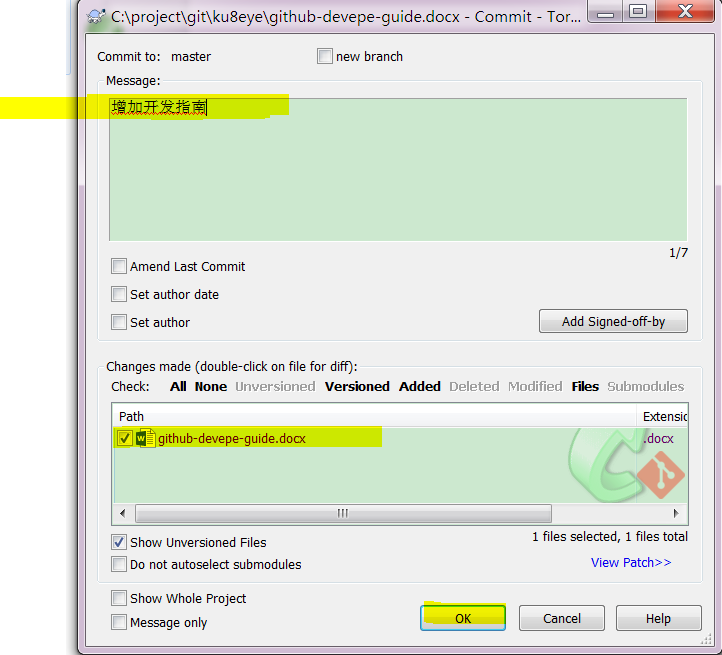 C:\project\git\ku8eye\github-devepe-guide.docx - Commit - Tor...
Commit to: master new branch
Message:
增加开发指南
1/7
Amend Last Commit
Set author date
Set author
Add Signed-off-by
Changes made (double-click on file for diff):
Check: All None Unversioned Versioned Added Deleted Modified Files Submodules
Path Extensic
github-devepe-guide.docx .docx
Show Unversioned Files
1 files selected, 1 files total
Do not autoselect submodules
View Patch>>
Show Whole Project
Message only
OK Cancel Help